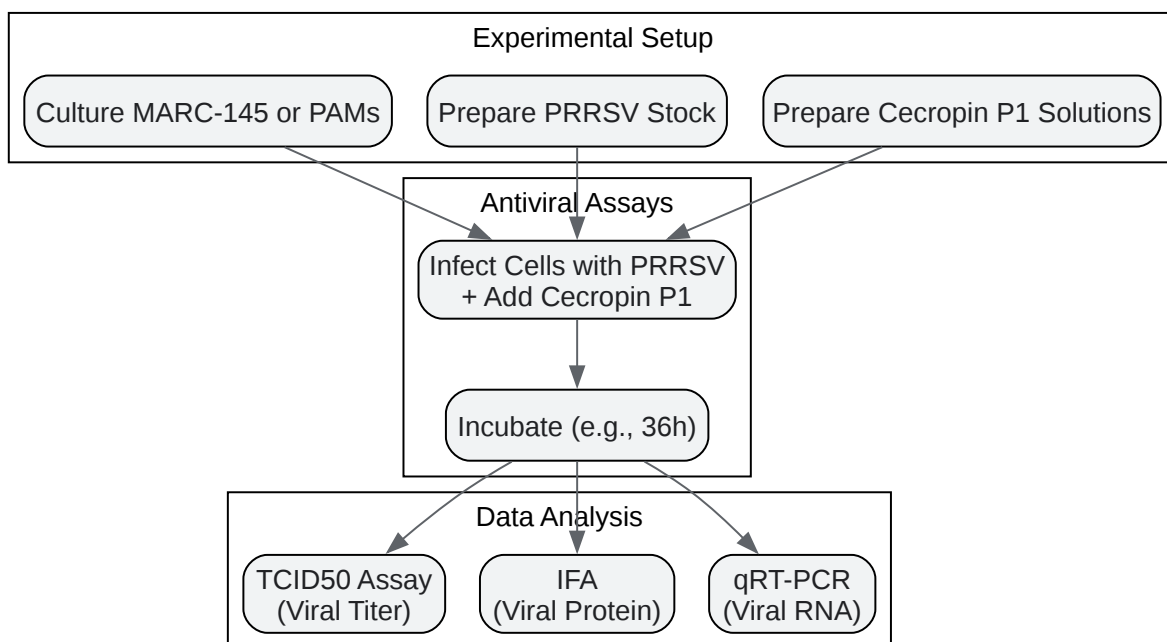 Experimental Setup
Culture MARC-145 or PAMs
Prepare PRRSV Stock
Prepare Cecropin P1 Solutions
Antiviral Assays
Infect Cells with PRRSV
+ Add Cecropin P1
Incubate (e.g., 36h)
Data Analysis
TCID50 Assay
(Viral Titer)
IFA
(Viral Protein)
qRT-PCR
(Viral RNA)